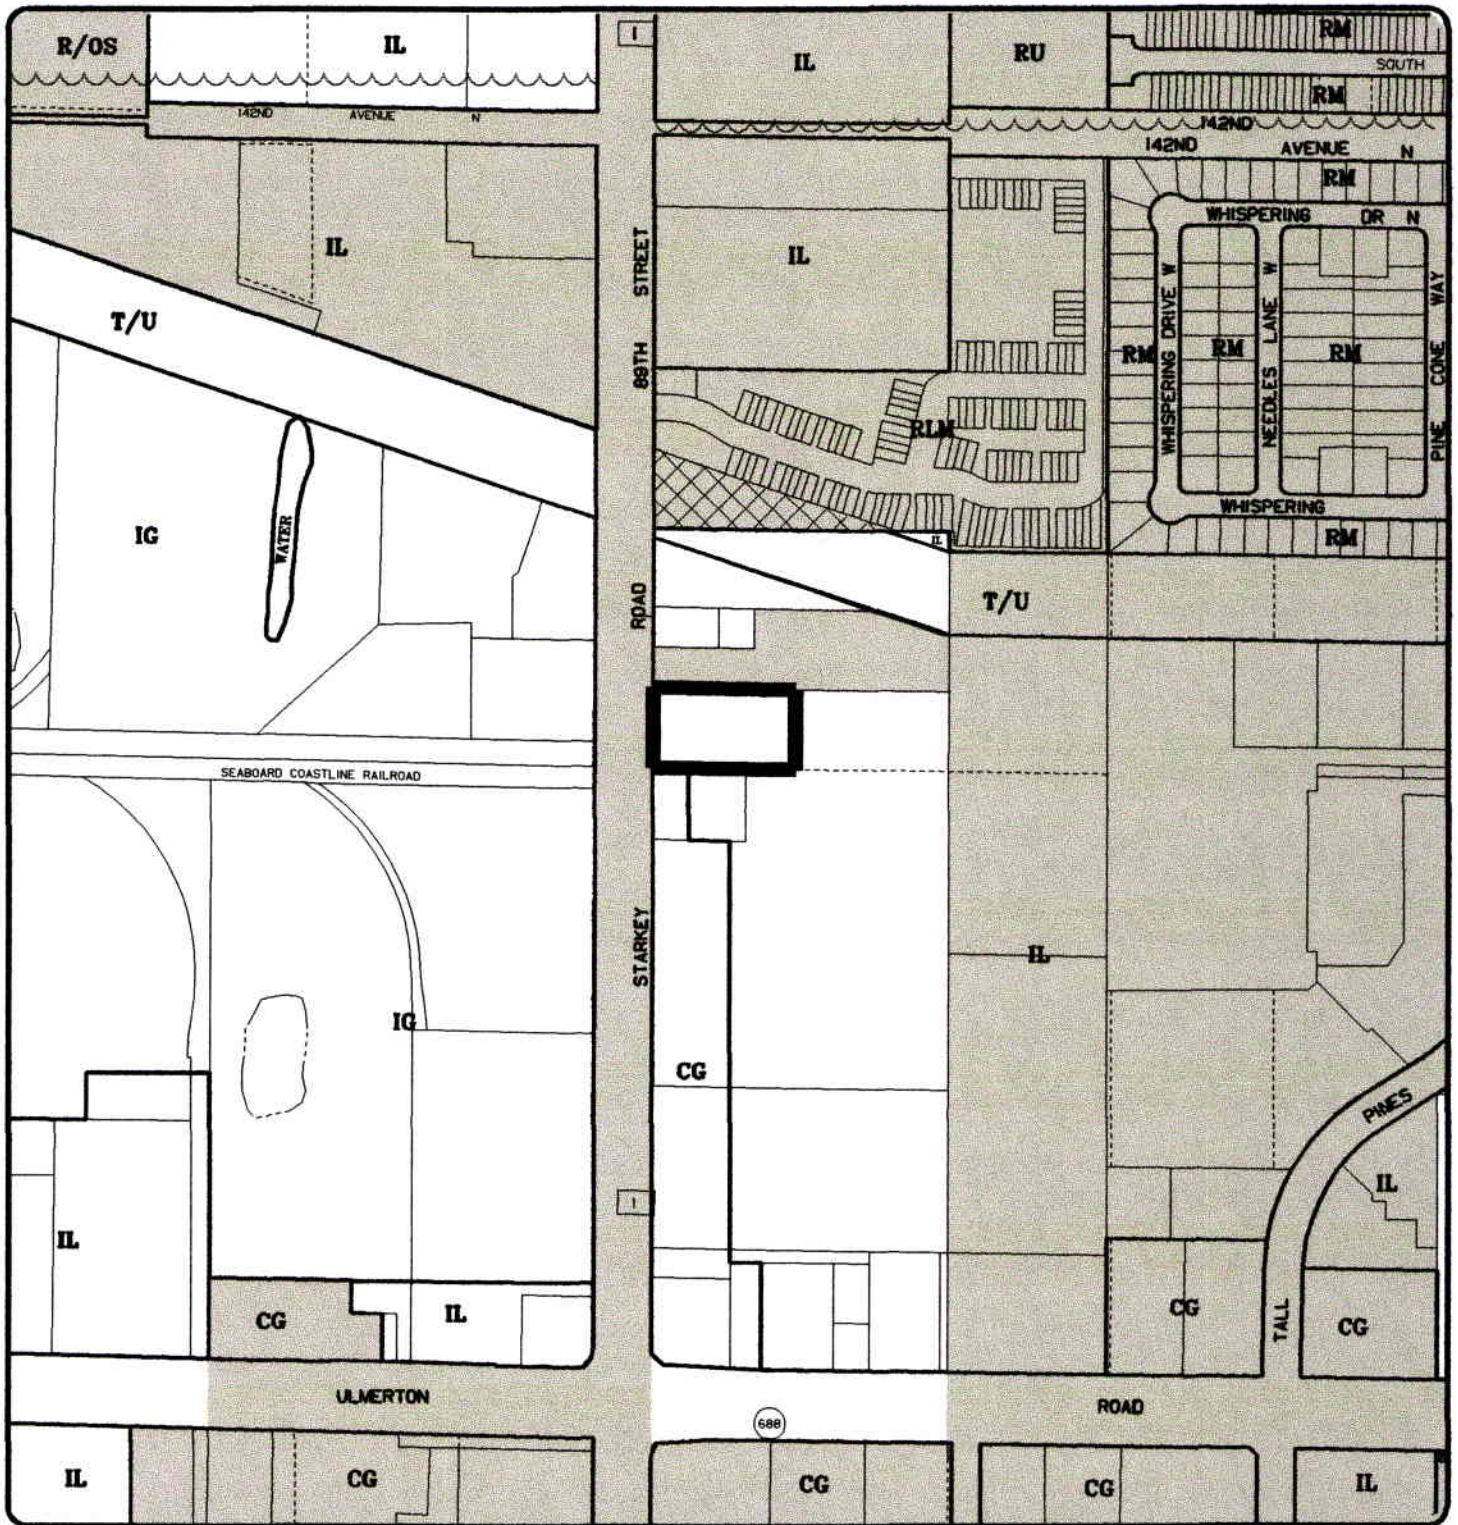 R/OS
IL
1
IL
RU
RM
SOUTH
RM
142ND AVENUE N
142ND
142ND AVENUE N
RM
WHISPERING DR N
IL
IL
89TH STREET
T/U
WHISPERING DRIVE W
NEEDLES LANE W
PINE CONE WAY
RM
RM
RM
RLM
WHISPERING
RM
IG
WATER
IL
T/U
ROAD
SEABOARD COASTLINE RAILROAD
STARKEY
IL
IG
CG
PINES
IL
1
IL
CG
IL
CG
TALL
CG
ULMERTON
ROAD
688
IL
CG
CG
CG
IL